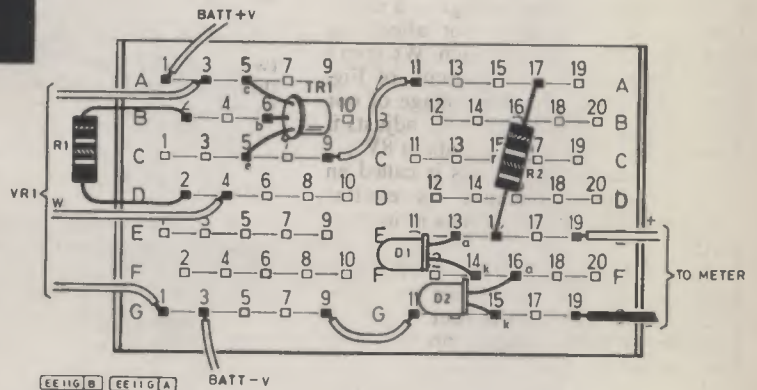 BATT+V
1 3 5 7 9 11 13 15 17 19
A c TR1 A
B 6 b 4 10 12 14 16 20 B
R1
C 1 3 5 e 9 C 11 13 17 19 R2
VR1
W D 2 4 6 8 10 D 12 14 18 20 D
E 1 5 7 9 E 11 13 a 17 19 +
D1
F 2 4 6 8 10 F 14 k 16 a 18 20 F
TO METER
D2
G 1 3 5 7 9 G 11 15 k 17 19 -
EE11G B EE11G A
BATT-V